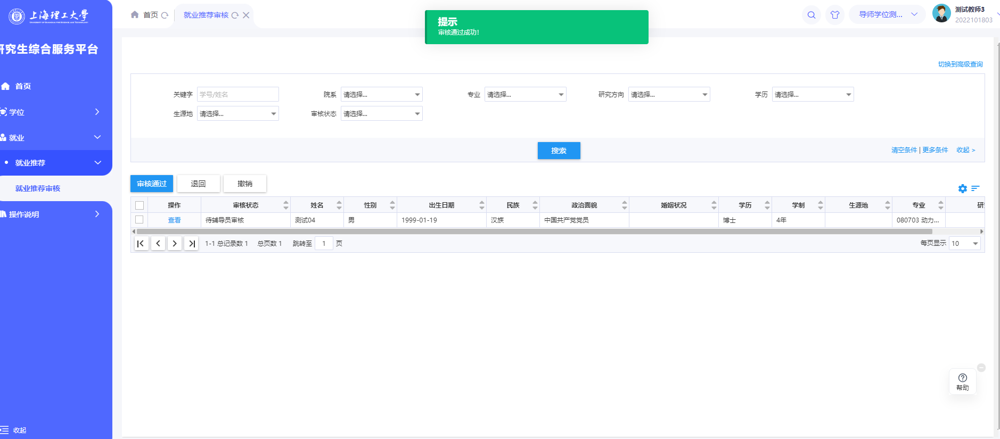 上海理工大学
UNIVERSITY OF SHANGHAI FOR SCIENCE AND TECHNOLOGY
研究生综合服务平台
首页
学位
就业
就业推荐
就业推荐审核
操作说明
收起
首页
就业推荐审核
提示
审核通过成功!
导师学位测...
测试教师3
2022101803
切换到高级查询
关键字 学号/姓名 院系 请选择... 专业 请选择... 研究方向 请选择... 学历 请选择...
生源地 请选择... 审核状态 请选择...
搜索
清空条件 | 更多条件 收起 >
审核通过 退回 撤销
操作 审核状态 姓名 性别 出生日期 民族 政治面貌 婚姻状况 学历 学制 生源地 专业 研
查看 待辅导员审核 测试04 男 1999-01-19 汉族 中国共产党党员 博士 4年 080703 动力...
1-1 总记录数 1 总页数 1 跳转至 1 页 每页显示 10
帮助